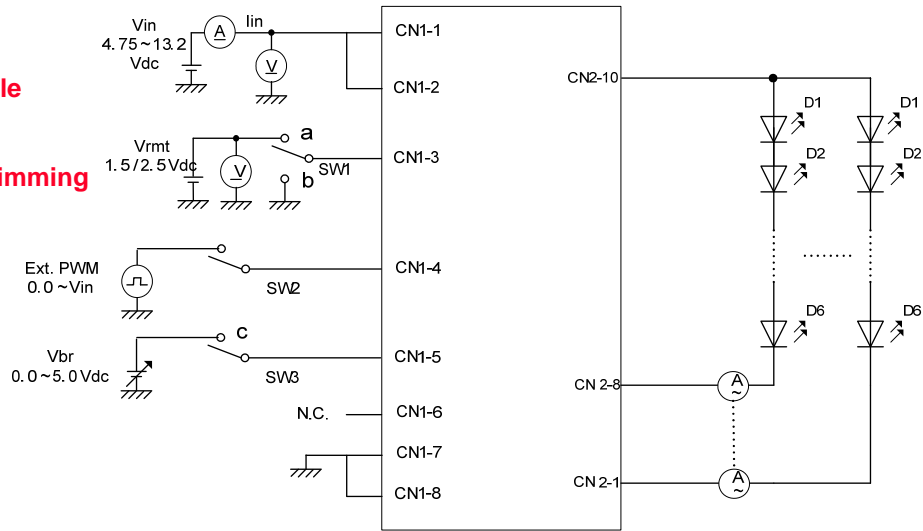 Vin
4.75~13.2
Vdc
A
Iin
V
CN1-1
CN1-2
le
Vrmt
1.5/2.5Vdc
V
a
b
SW1
CN1-3
imming
Ext. PWM
0.0~Vin
SW2
CN1-4
Vbr
0.0~5.0Vdc
c
SW3
CN1-5
N.C.
CN1-6
CN1-7
CN1-8
CN2-10
D1
D1
D2
D2
D6
D6
CN 2-8
A
~
CN 2-1
A
~